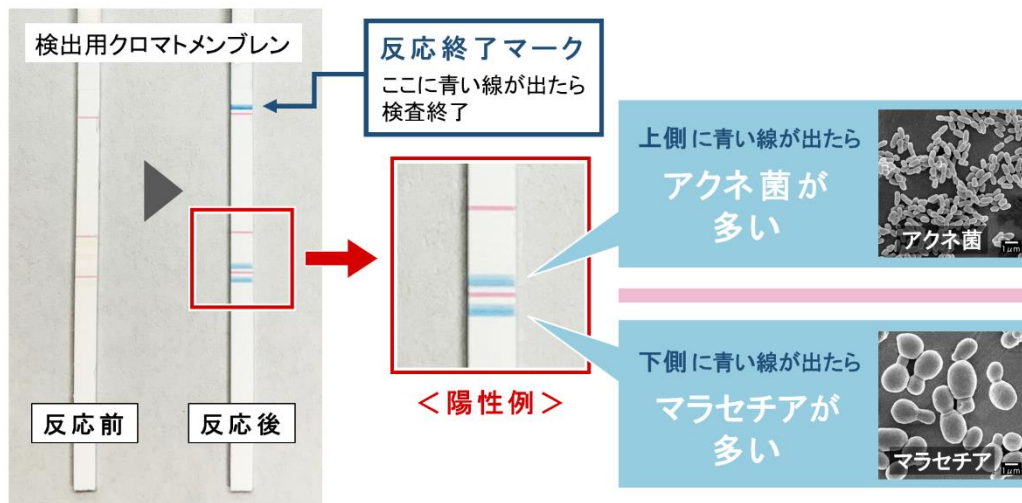 検出用クロマトメンブレン
反応終了マーク
ここに青い線が出たら
検査終了
反応前
反応後
＜陽性例＞
上側に青い線が出たら
アクネ菌が
多い
アクネ菌
1μm
下側に青い線が出たら
マラセチアが
多い
マラセチア
1μm